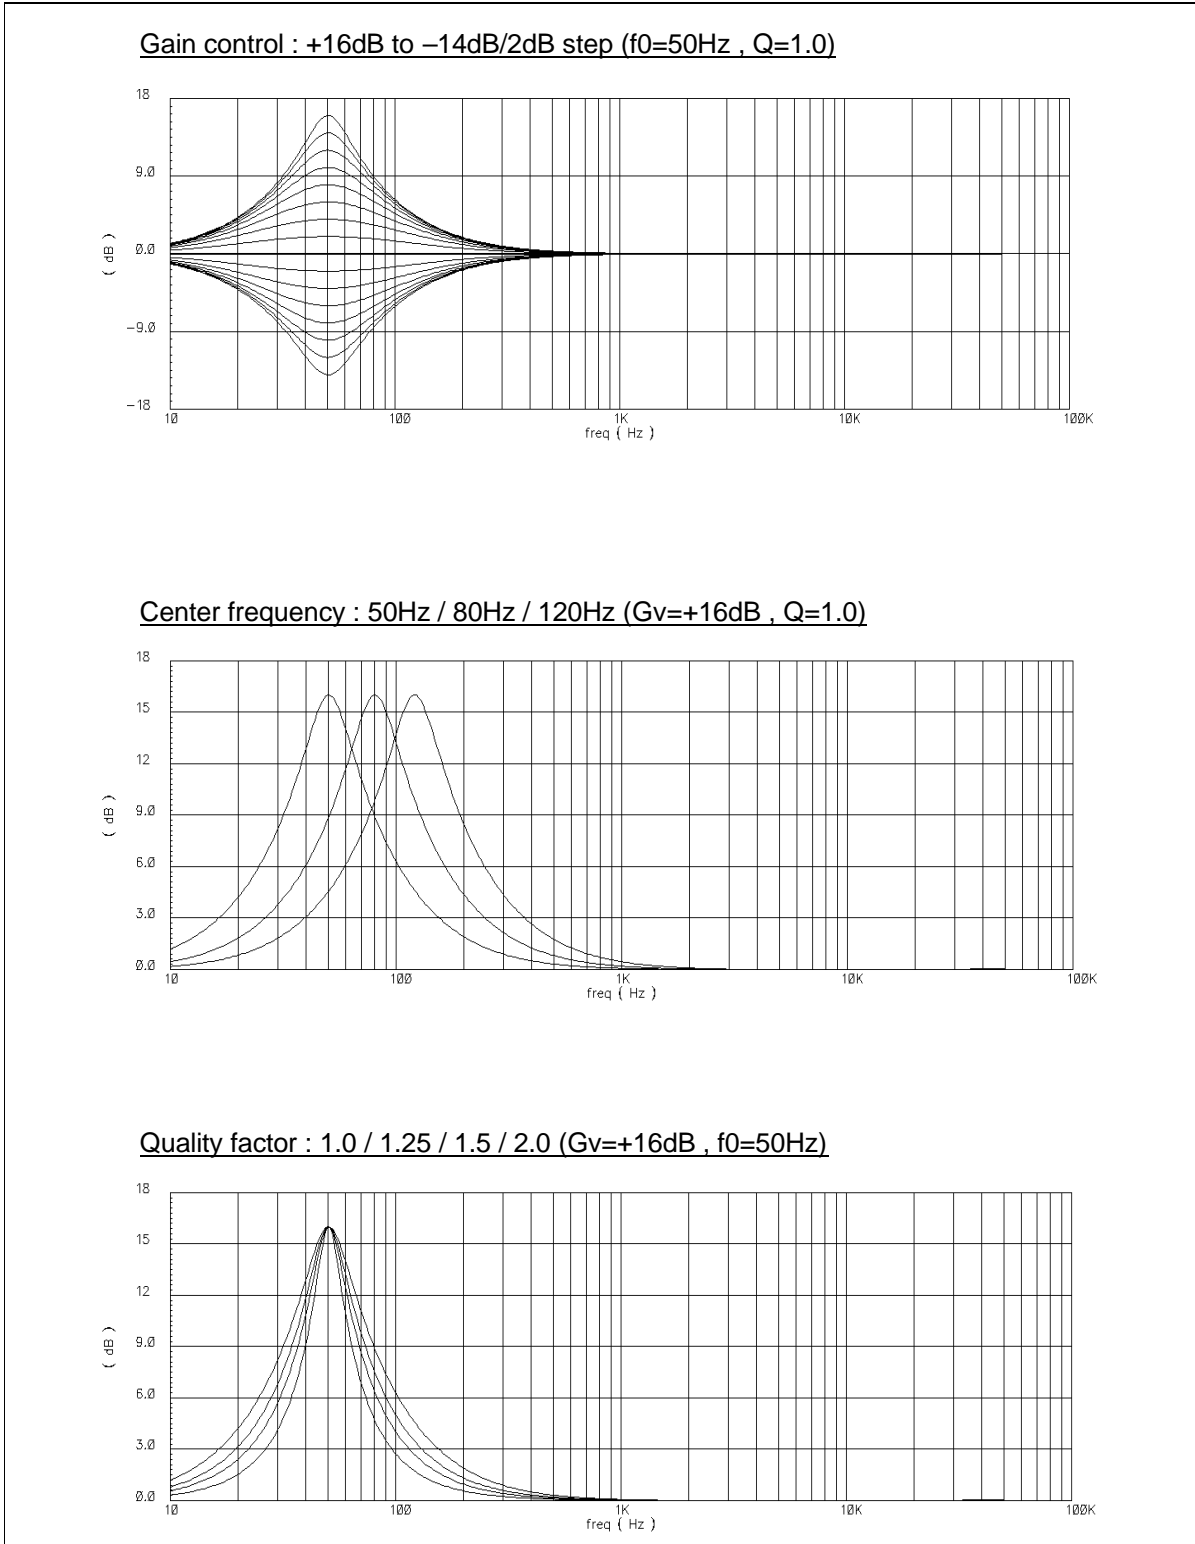 Gain control : +16dB to –14dB/2dB step (f0=50Hz , Q=1.0)
18
9.0
0.0
-9.0
-18
( dB )
10 100 1K 10K 100K
freq ( Hz )
Center frequency : 50Hz / 80Hz / 120Hz (Gv=+16dB , Q=1.0)
18
15
12
9.0
6.0
3.0
0.0
( dB )
10 100 1K 10K 100K
freq ( Hz )
Quality factor : 1.0 / 1.25 / 1.5 / 2.0 (Gv=+16dB , f0=50Hz)
18
15
12
9.0
6.0
3.0
0.0
( dB )
10 100 1K 10K 100K
freq ( Hz )